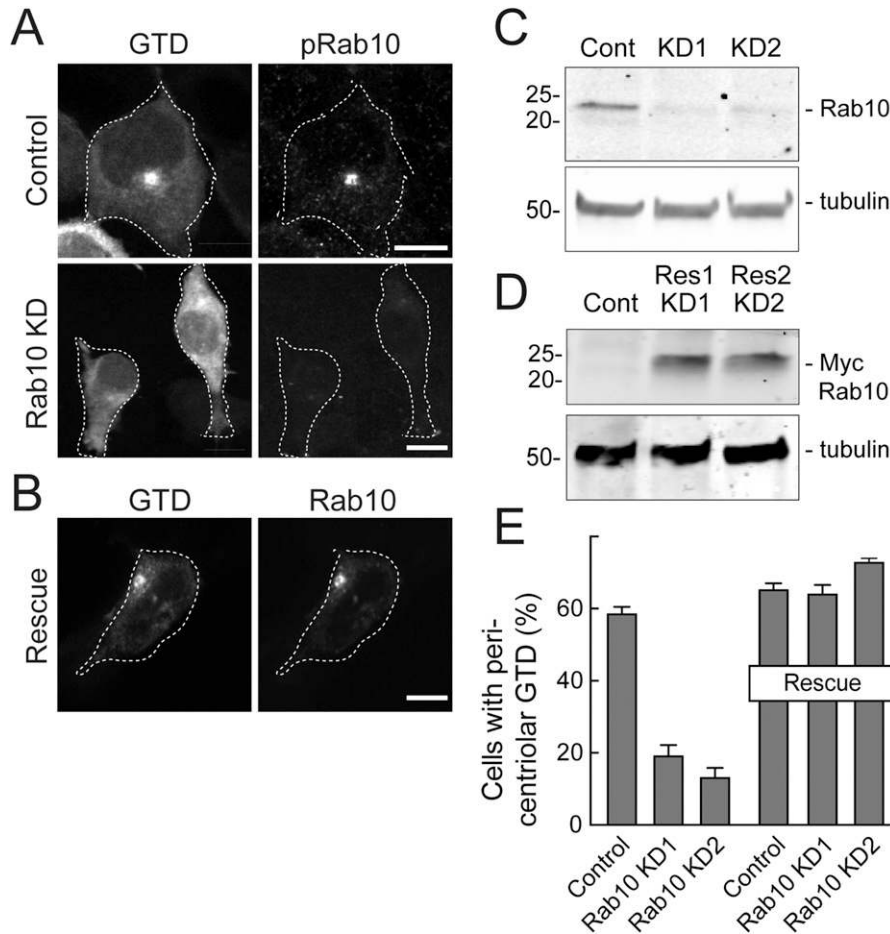 A
GTD
pRab10
Control
Rab10 KD
B
GTD
Rab10
Rescue
C
Cont
KD1
KD2
25-
20-
- Rab10
50-
- tubulin
D
Cont
Res1
KD1
Res2
KD2
25-
20-
- Myc
Rab10
50-
- tubulin
E
Cells with peri-
centriolar GTD (%)
60
40
20
0
Rescue
Control
Rab10 KD1
Rab10 KD2
Control
Rab10 KD1
Rab10 KD2